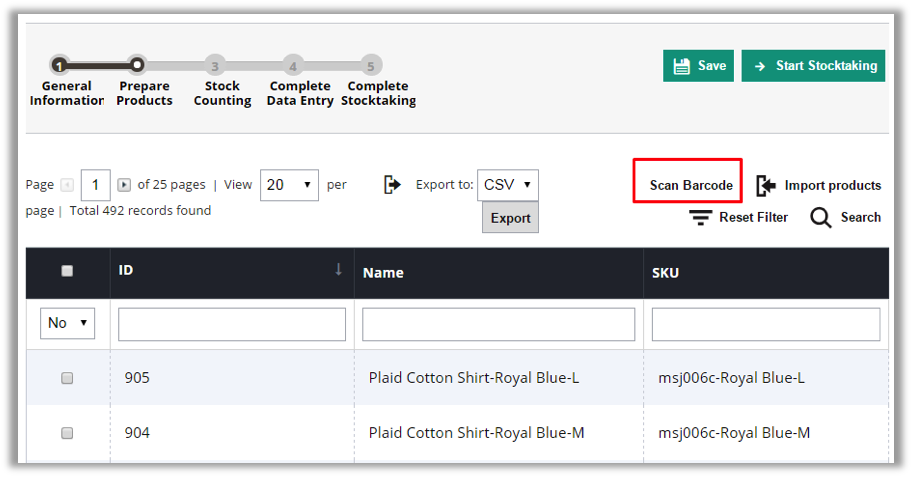 1 3 4 5
General Information Prepare Products Stock Counting Complete Data Entry Complete Stocktaking
Save
Start Stocktaking
Page 1 of 25 pages | View 20 per page | Total 492 records found
Export to: CSV
Export
Scan Barcode
Import products
Reset Filter
Search
ID Name SKU
No
905 Plaid Cotton Shirt-Royal Blue-L msj006c-Royal Blue-L
904 Plaid Cotton Shirt-Royal Blue-M msj006c-Royal Blue-M